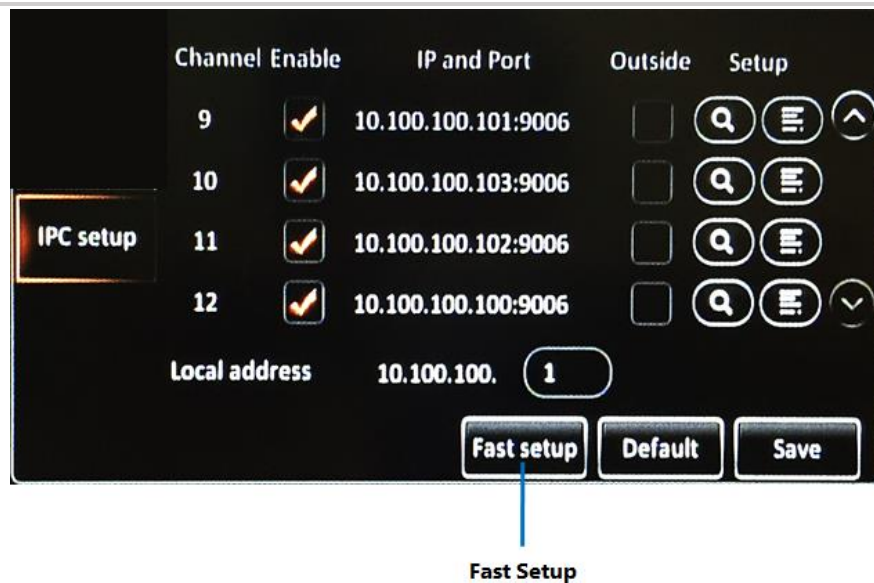 Channel Enable IP and Port Outside Setup
9 10.100.100.101:9006
10 10.100.100.103:9006
IPC setup 11 10.100.100.102:9006
12 10.100.100.100:9006
Local address 10.100.100. 1
Fast setup Default Save
Fast Setup